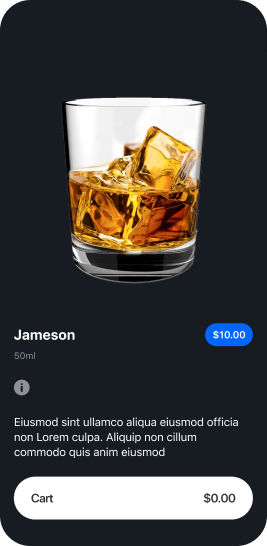 Jameson
$10.00
50ml
Eiusmod sint ullamco aliqua eiusmod officia
non Lorem culpa. Aliquip non cillum
commodo quis anim eiusmod
Cart
$0.00